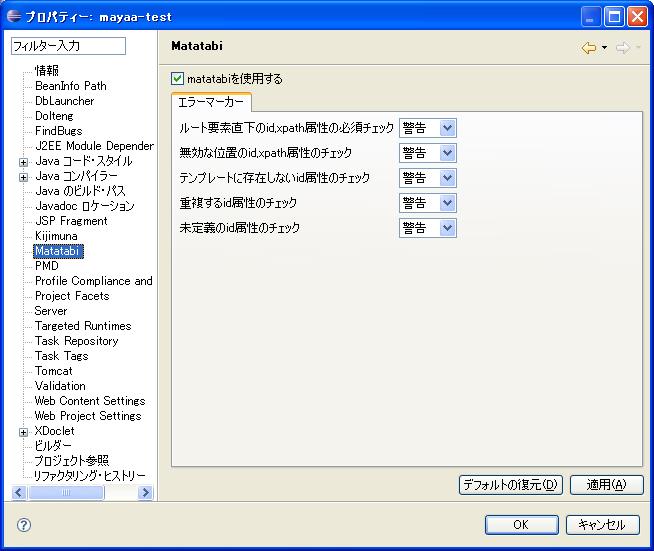 プロパティー: mayaa-test
フィルター入力
情報
BeanInfo Path
DbLauncher
Dolteng
FindBugs
J2EE Module Dependen
Java コード・スタイル
Java コンパイラー
Java のビルド・パス
Javadoc ロケーション
JSP Fragment
Kijimuna
Matatabi
PMD
Profile Compliance and
Project Facets
Server
Targeted Runtimes
Task Repository
Task Tags
Tomcat
Validation
Web Content Settings
Web Project Settings
XDoclet
ビルダー
プロジェクト参照
リファクタリング・ヒストリー
Matatabi
matatabiを使用する
エラーマーカー
ルート要素直下のid,xpath属性の必須チェック 警告
無効な位置のid,xpath属性のチェック 警告
テンプレートに存在しないid属性のチェック 警告
重複するid属性のチェック 警告
未定義のid属性のチェック 警告
デフォルトの復元(D) 適用(A)
? OK キャンセル